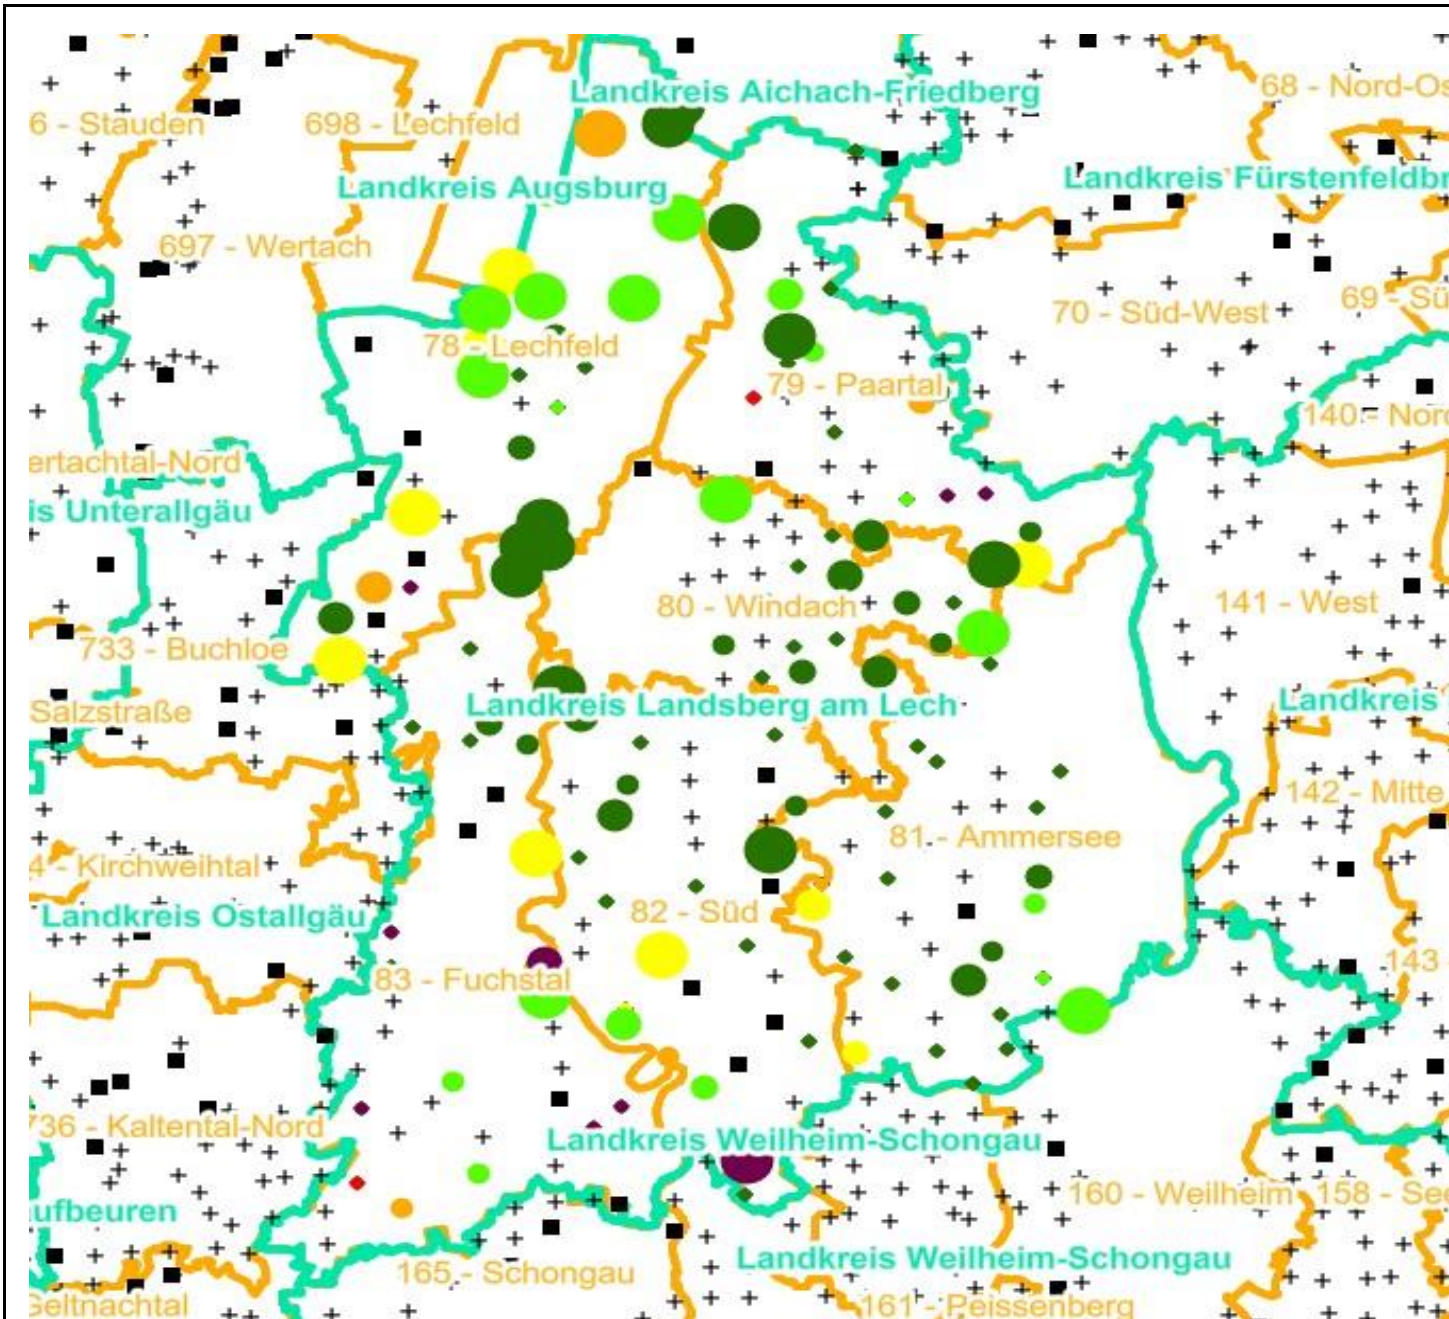 Landkreis Aichach-Friedberg
68 - Nord-Os
6 - Stauden
698 - Lechfeld
Landkreis Augsburg
Landkreis Fürstenfeldbr
697 - Wertach
69 - Sü
70 - Süd-West
78 - Lechfeld
79 - Paartal
140 - Nord
ertachtal-Nord
is Unterallgäu
80 - Windach
141 - West
733 - Buchloe
Landkreis Landsberg am Lech
Landkreis
Salzstraße
142 - Mitte
81 - Ammersee
4 - Kirchweihtal
Landkreis Ostallgäu
82 - Süd
143 -
83 - Fuchstal
736 - Kaltental-Nord
Landkreis Weilheim-Schongau
160 - Weilheim
158 - See
ufbeuren
Landkreis Weilheim-Schongau
165 - Schongau
Geltnachtal
161 - Peissenberg